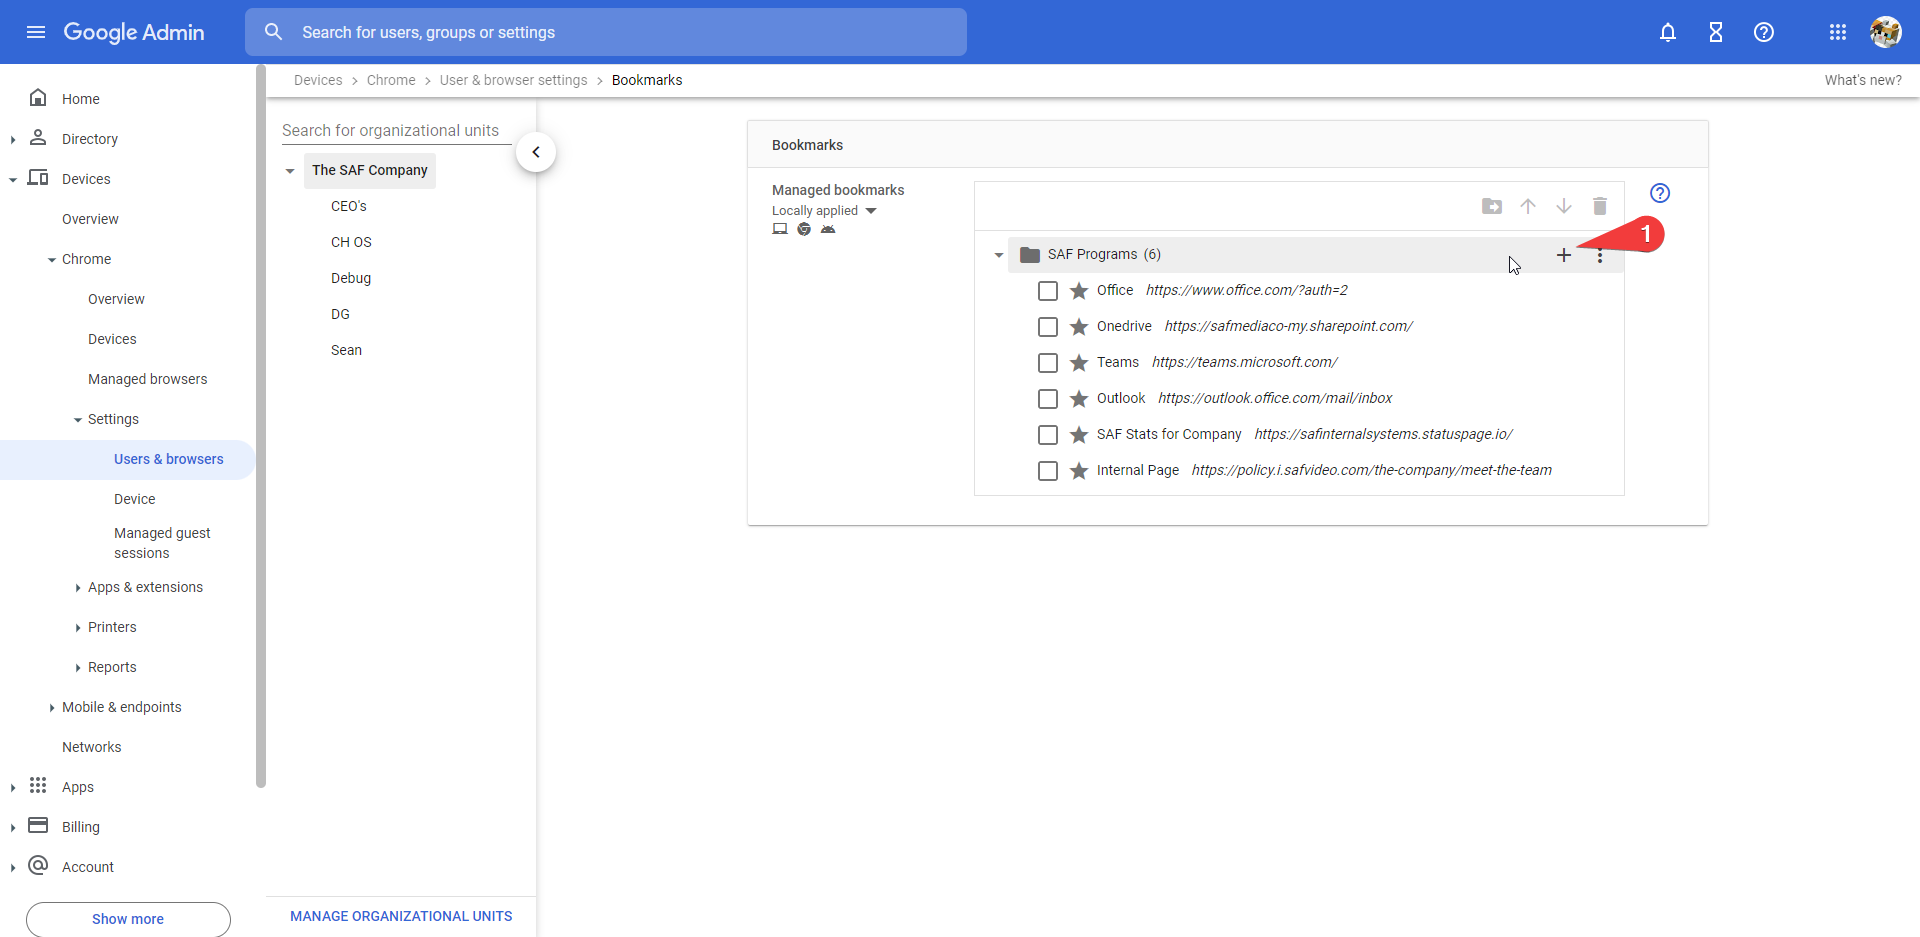 Google Admin
Search for users, groups or settings
Devices > Chrome > User & browser settings > Bookmarks
What's new?
Home
Directory
Devices
Overview
Chrome
Overview
Devices
Managed browsers
Settings
Users & browsers
Device
Managed guest
sessions
Apps & extensions
Printers
Reports
Mobile & endpoints
Networks
Apps
Billing
Account
Show more
Search for organizational units
The SAF Company
CEO's
CH OS
Debug
DG
Sean
MANAGE ORGANIZATIONAL UNITS
Bookmarks
Managed bookmarks
Locally applied
1
SAF Programs (6)
Office https://www.office.com/?auth=2
Onedrive https://safmediaco-my.sharepoint.com/
Teams https://teams.microsoft.com/
Outlook https://outlook.office.com/mail/inbox
SAF Stats for Company https://safinternalsystems.statuspage.io/
Internal Page https://policy.i.safvideo.com/the-company/meet-the-team